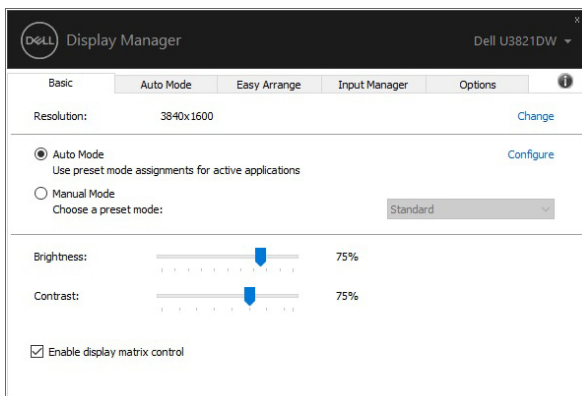 DELL Display Manager
Dell U3821DW
x
Basic Auto Mode Easy Arrange Input Manager Options
Resolution: 3840x1600 Change
Auto Mode Configure
Use preset mode assignments for active applications
Manual Mode
Choose a preset mode: Standard
Brightness: 75%
Contrast: 75%
Enable display matrix control